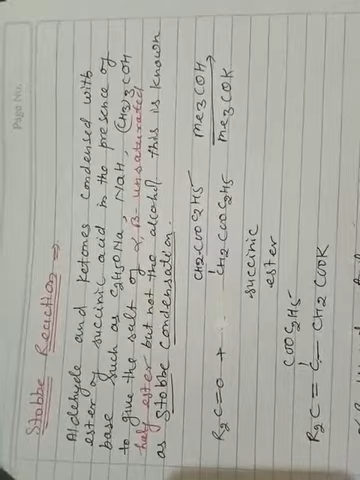 Page No.
Stobbe Reaction ⇒
Aldehyde and ketones condensed with
ester of succinic acid in the presence of
base such as C2H5ONa, NaH, (CH3)3COH
to give the salt of α,β-unsaturated
half ester but not the alcohol this is known
as Stobbe condensation.
CH2COOC2H5 Me3COH
R2C=O + CH2COOC2H5 → Me3COK
succinic
ester
COOC2H5
R2C = C - CH2 COOK